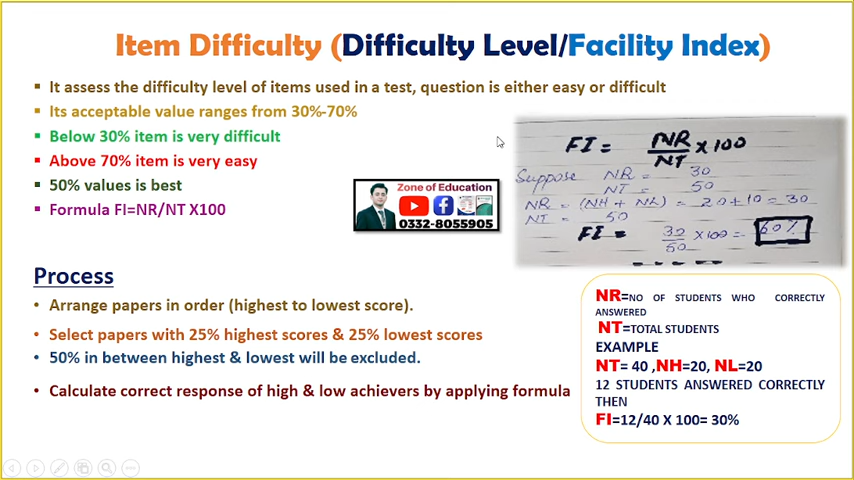 Item Difficulty (Difficulty Level/Facility Index)
▪ It assess the difficulty level of items used in a test, question is either easy or difficult
▪ Its acceptable value ranges from 30%-70%
▪ Below 30% item is very difficult
▪ Above 70% item is very easy
▪ 50% values is best
▪ Formula FI=NR/NT X100
Zone of Education
0332-8055905
FI = NR/NT x 100
Suppose NR = 30
NT = 50
NR = (NH + NL) = 20+10 = 30
NT = 50
FI = 30/50 x 100 = 60%
Process
• Arrange papers in order (highest to lowest score).
• Select papers with 25% highest scores & 25% lowest scores
• 50% in between highest & lowest will be excluded.
• Calculate correct response of high & low achievers by applying formula
NR=NO OF STUDENTS WHO CORRECTLY
ANSWERED
NT=TOTAL STUDENTS
EXAMPLE
NT= 40 ,NH=20, NL=20
12 STUDENTS ANSWERED CORRECTLY
THEN
FI=12/40 X 100= 30%